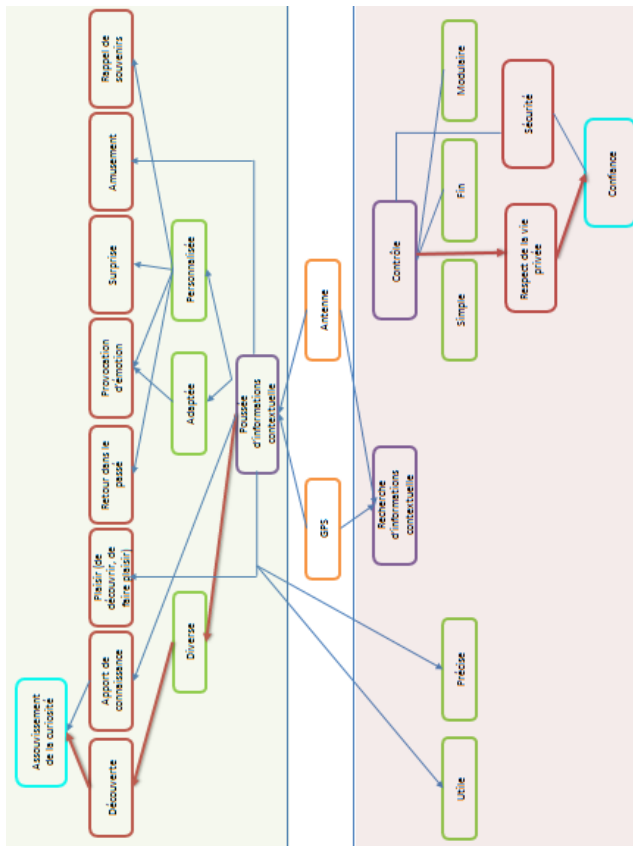 Assouvissement
de la curiosité
Découverte
Apport de
connaissance
Plaisir (de
découvrir, de
faire plaisir)
Retour dans le
passé
Provocation
d'émotion
Surprise
Amusement
Rappel de
souvenirs
Diverse
Adaptée
Personnalisée
Poussée
d'informations
contextuelle
GPS
Antenne
Recherche
d'informations
contextuelle
Contrôle
Utile
Précise
Simple
Fin
Modulaire
Respect de la vie
privée
Sécurité
Confiance